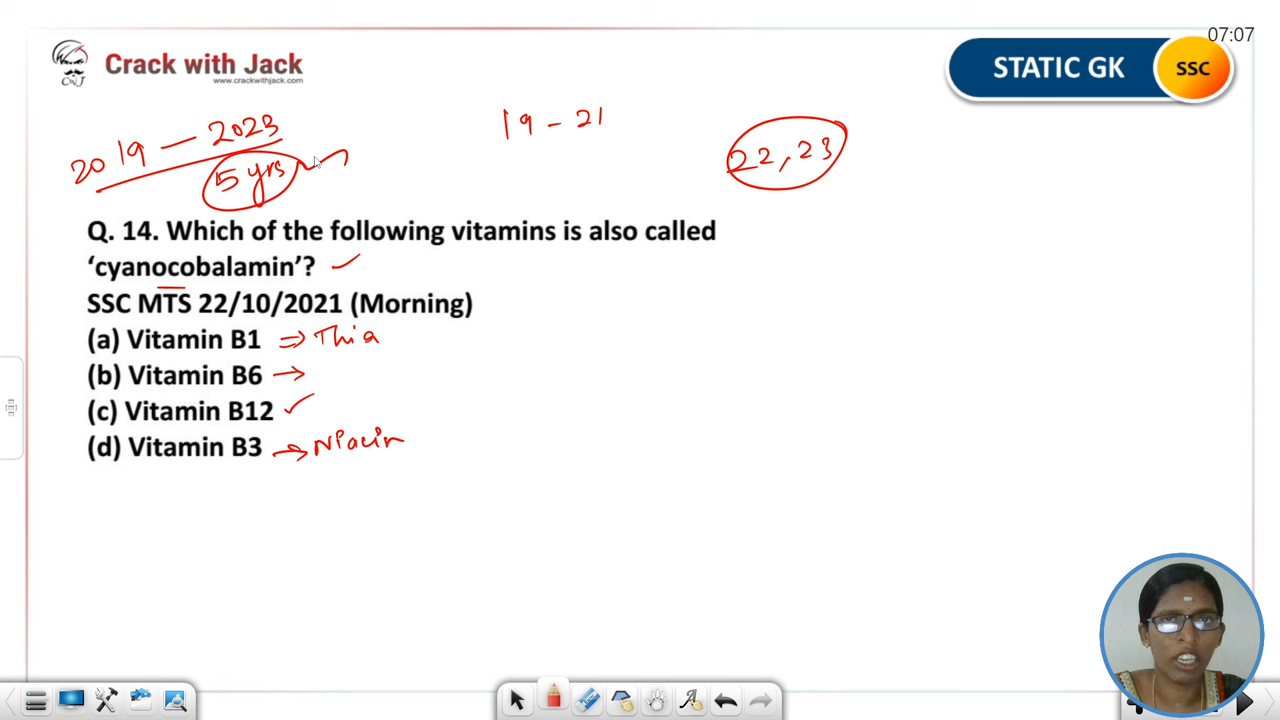 07:07
Crack with Jack
www.crackwithjack.com
CWJ
STATIC GK
SSC
2019 — 2023
5 yrs
19 - 21
22, 23
Q. 14. Which of the following vitamins is also called
‘cyanocobalamin’?
SSC MTS 22/10/2021 (Morning)
(a) Vitamin B1 ⇒ Thia
(b) Vitamin B6 →
(c) Vitamin B12 ✓
(d) Vitamin B3 → Niacin